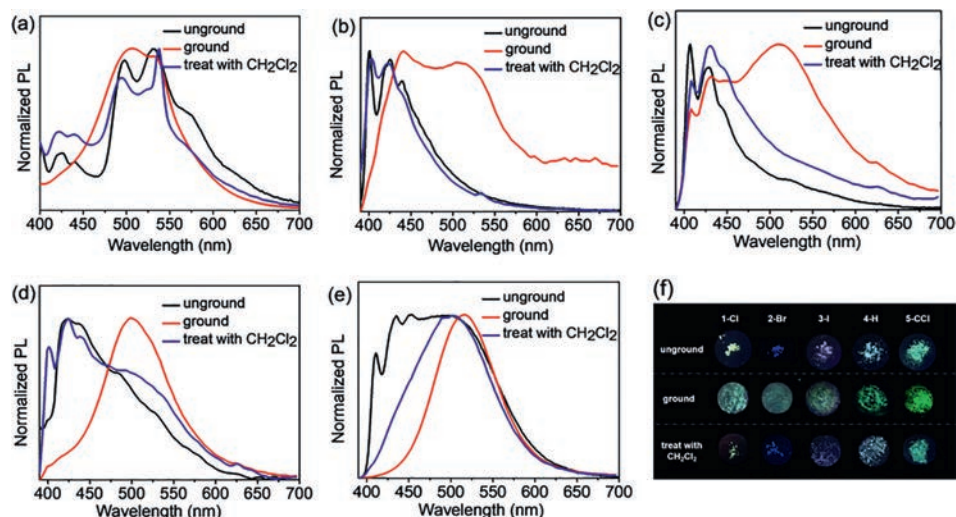 (a)
unground
ground
treat with CH2Cl2
Normalized PL
400 450 500 550 600 650 700
Wavelength (nm)
(b)
unground
ground
treat with CH2Cl2
Normalized PL
400 450 500 550 600 650 700
Wavelength (nm)
(c)
unground
ground
treat with CH2Cl2
Normalized PL
400 450 500 550 600 650 700
Wavelength (nm)
(d)
unground
ground
treat with CH2Cl2
Normalized PL
400 450 500 550 600 650 700
Wavelength (nm)
(e)
unground
ground
treat with CH2Cl2
Normalized PL
400 450 500 550 600 650 700
Wavelength (nm)
(f)
1-Cl 2-Br 3-I 4-H 5-CCl
unground
ground
treat with
CH2Cl2